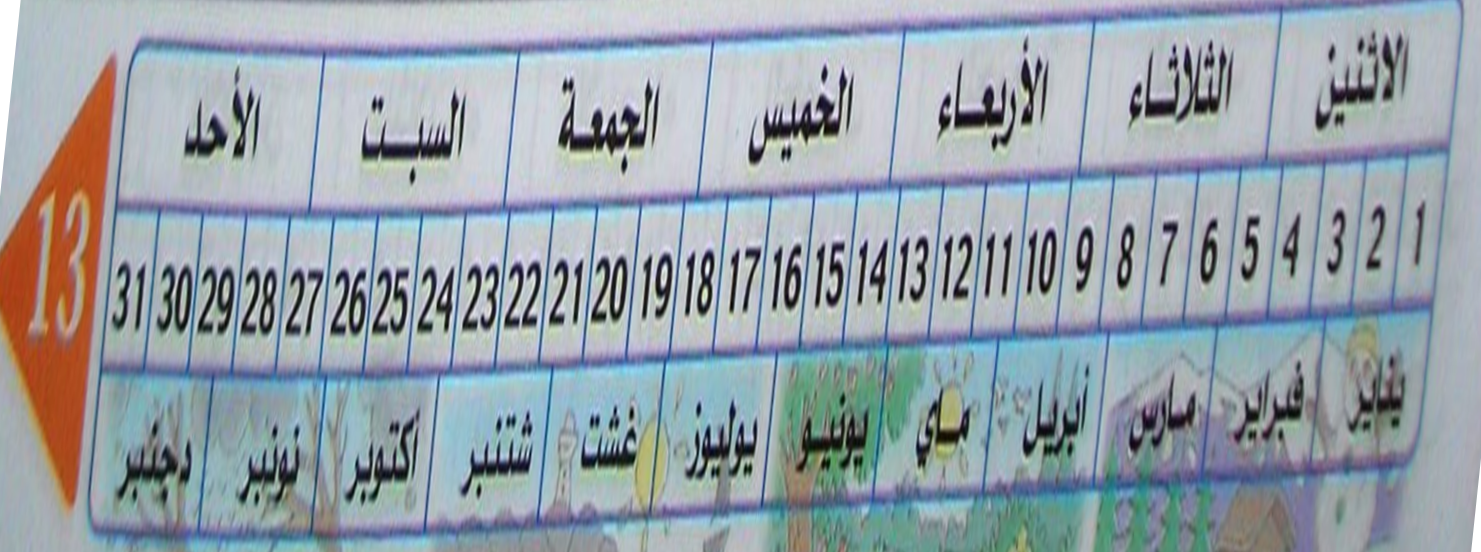 الاثنين الثلاثاء الأربعاء الخميس الجمعة السبت الأحد
1 2 3 4 5 6 7 8 9 10 11 12 13 14 15 16 17 18 19 20 21 22 23 24 25 26 27 28 29 30 31
يناير فبراير مارس أبريل ماي يونيو يوليوز غشت شتنبر أكتوبر نونبر دجنبر
13